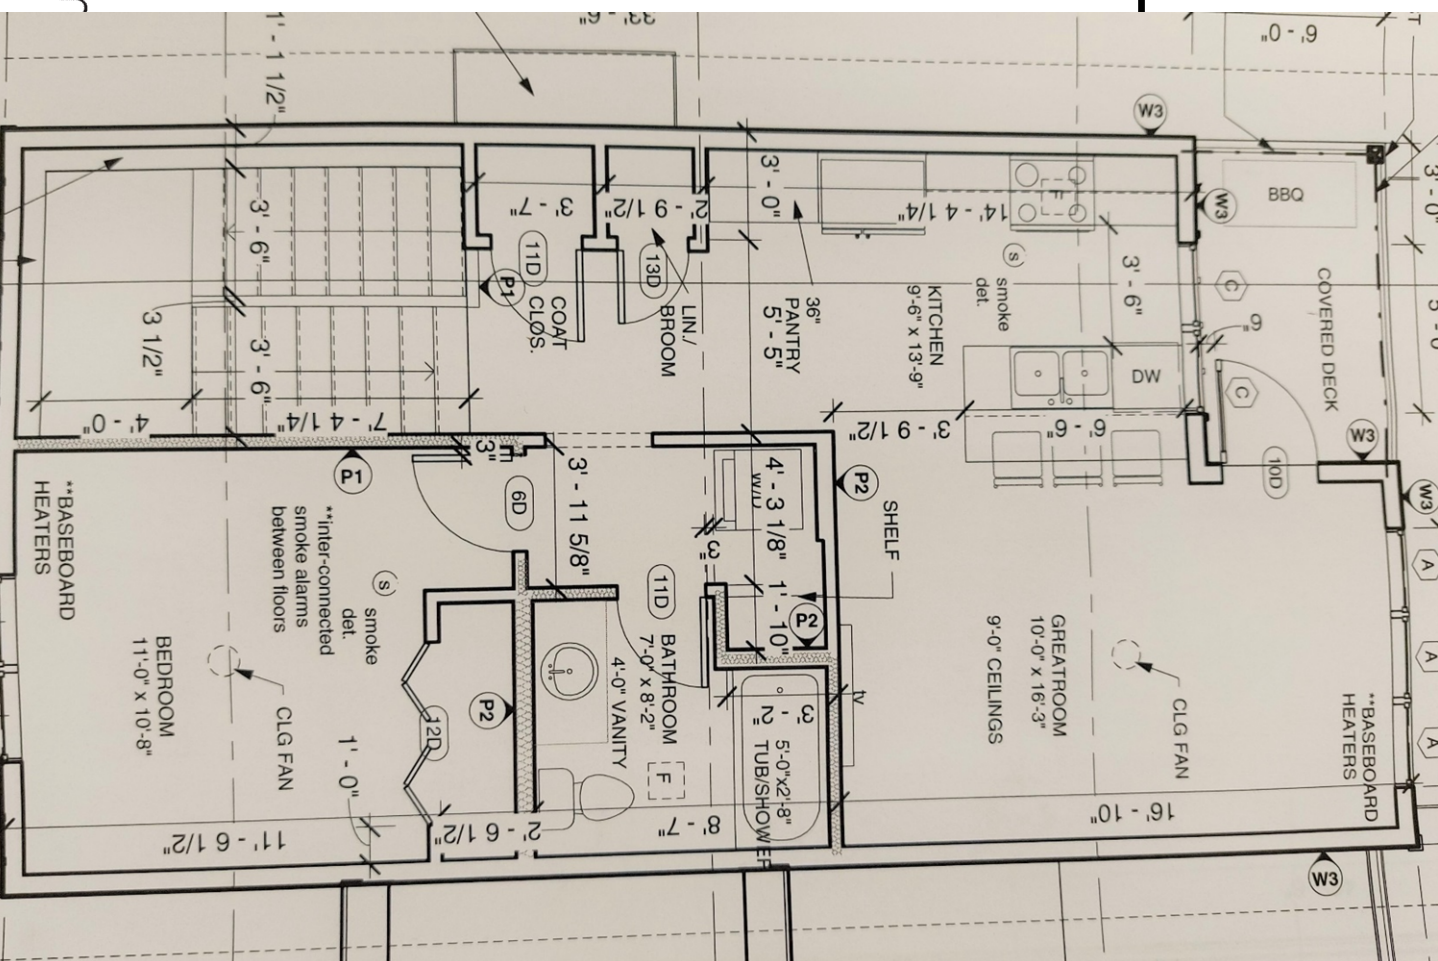 33'-6"
1' - 1 1/2"
6' - 0"
W3
3' - 0"
BBQ
W3
3' - 0"
3' - 6"
3' - 7"
2' - 9 1/2"
2"
14' - 4 1/4"
F
11D
P1
COAT
CLOS.
13D
LIN./
BROOM
36"
PANTRY
5' - 5"
KITCHEN
9'-6" x 13'-9"
S
smoke
det.
3' - 6"
C
6"
COVERED DECK
3 1/2"
3' - 6"
DW
C
4' - 0"
7' - 4 1/4"
3' - 9 1/2"
6' - 6"
W3
3"
P1
6D
3' - 11 5/8"
4' - 3 1/8"
W/D
P2
SHELF
10D
W3
**BASEBOARD
HEATERS
**inter-connected
smoke alarms
between floors
S
smoke
det.
3"
1' - 10"
P2
A
11D
BATHROOM
7'-0" x 8'-2"
4'-0" VANITY
GREATROOM
10'-0" x 16'-3"
9'-0" CEILINGS
A
BEDROOM
11'-0" x 10'-8"
CLG FAN
12D
P2
F
3' - 2"
5'-0"x2'-8"
TUB/SHOWER
tv
CLG FAN
**BASEBOARD
HEATERS
A
1' - 0"
11' - 6 1/2"
2' - 6 1/2"
8' - 7"
16' - 10"
W3